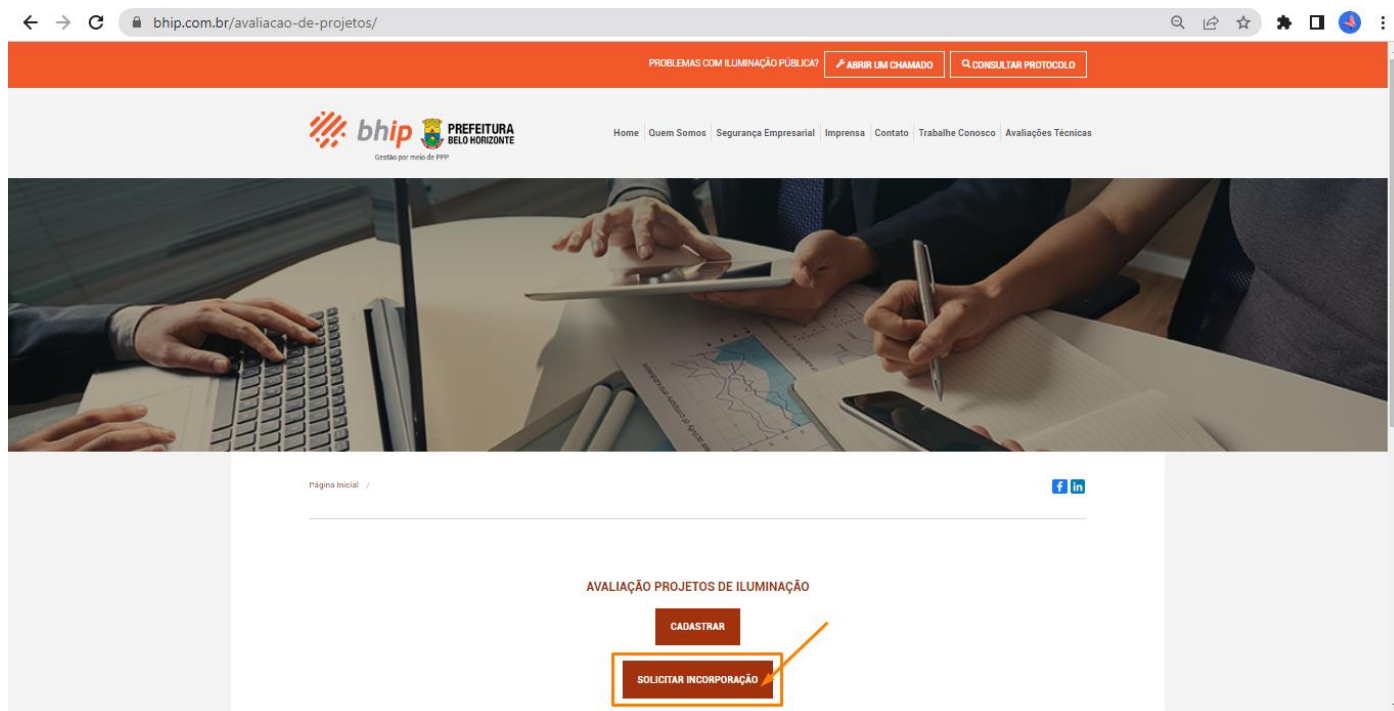 bhip.com.br/avaliacao-de-projetos/
PROBLEMAS COM ILUMINAÇÃO PÚBLICA? ABRIR UM CHAMADO CONSULTAR PROTOCOLO
bhip PREFEITURA
BELO HORIZONTE
Gestão por meio de PPP
Home Quem Somos Segurança Empresarial Imprensa Contato Trabalhe Conosco Avaliações Técnicas
Página Inicial /
f in
AVALIAÇÃO PROJETOS DE ILUMINAÇÃO
CADASTRAR
SOLICITAR INCORPORAÇÃO